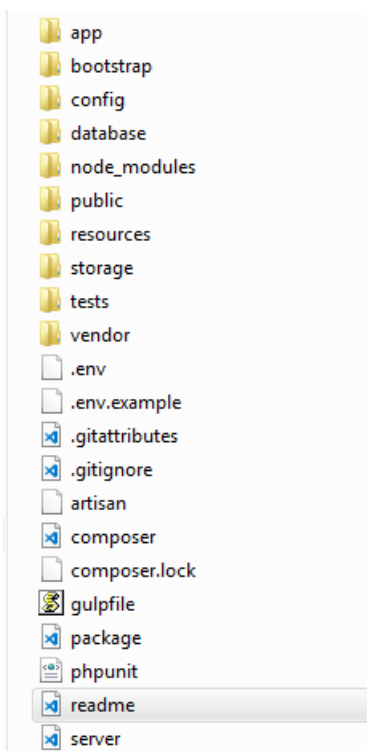 app
bootstrap
config
database
node_modules
public
resources
storage
tests
vendor
.env
.env.example
.gitattributes
.gitignore
artisan
composer
composer.lock
gulpfile
package
phpunit
readme
server